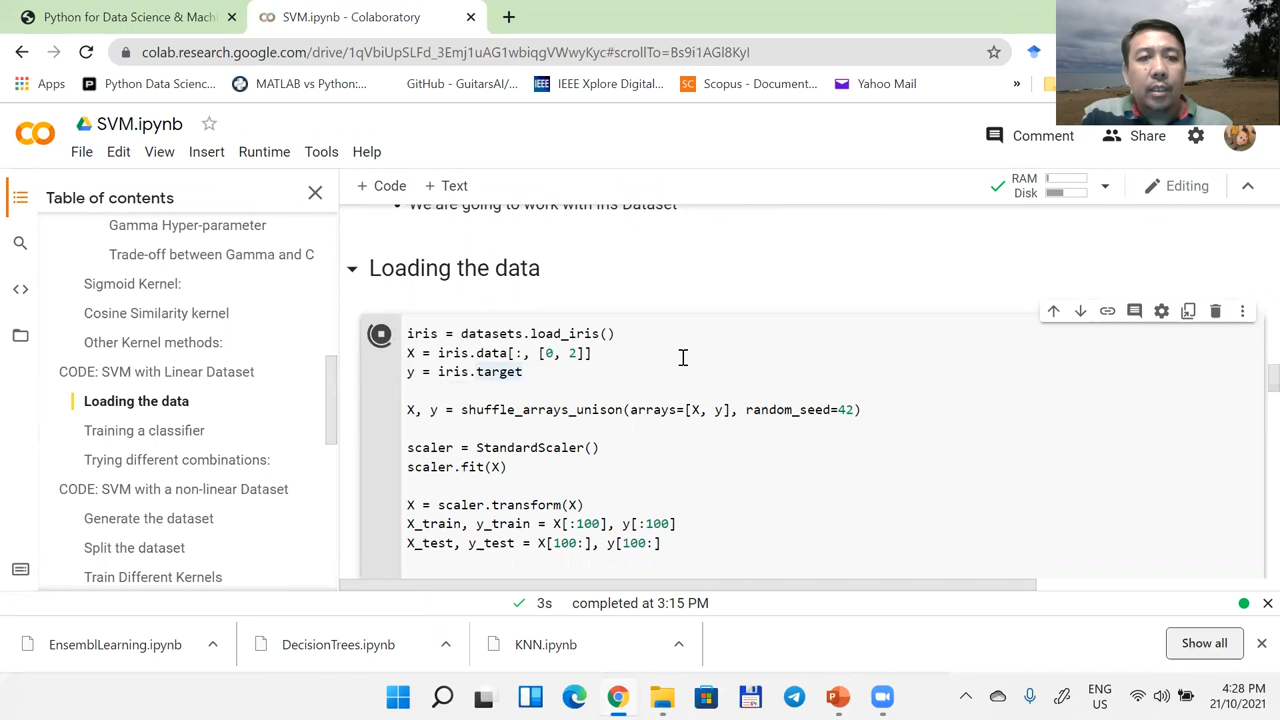 Python for Data Science & Machi
SVM.ipynb - Colaboratory
colab.research.google.com/drive/1qVbiUpSLFd_3Emj1uAG1wbiqgVWwyKyc#scrollTo=Bs9i1AGl8KyI
Apps
Python Data Scienc...
MATLAB vs Python:...
GitHub - GuitarsAI/...
IEEE Xplore Digital...
Scopus - Document...
Yahoo Mail
»
CO
SVM.ipynb
File Edit View Insert Runtime Tools Help
Comment
Share
Table of contents
+ Code + Text
RAM
Disk
Editing
We are going to work with Iris Dataset
Gamma Hyper-parameter
Trade-off between Gamma and C
Sigmoid Kernel:
Cosine Similarity kernel
Other Kernel methods:
CODE: SVM with Linear Dataset
Loading the data
Training a classifier
Trying different combinations:
CODE: SVM with a non-linear Dataset
Generate the dataset
Split the dataset
Train Different Kernels
Loading the data
iris = datasets.load_iris()
X = iris.data[:, [0, 2]]
y = iris.target
X, y = shuffle_arrays_unison(arrays=[X, y], random_seed=42)
scaler = StandardScaler()
scaler.fit(X)
X = scaler.transform(X)
X_train, y_train = X[:100], y[:100]
X_test, y_test = X[100:], y[100:]
3s completed at 3:15 PM
EnsemblLearning.ipynb
DecisionTrees.ipynb
KNN.ipynb
Show all
ENG
US
4:28 PM
21/10/2021